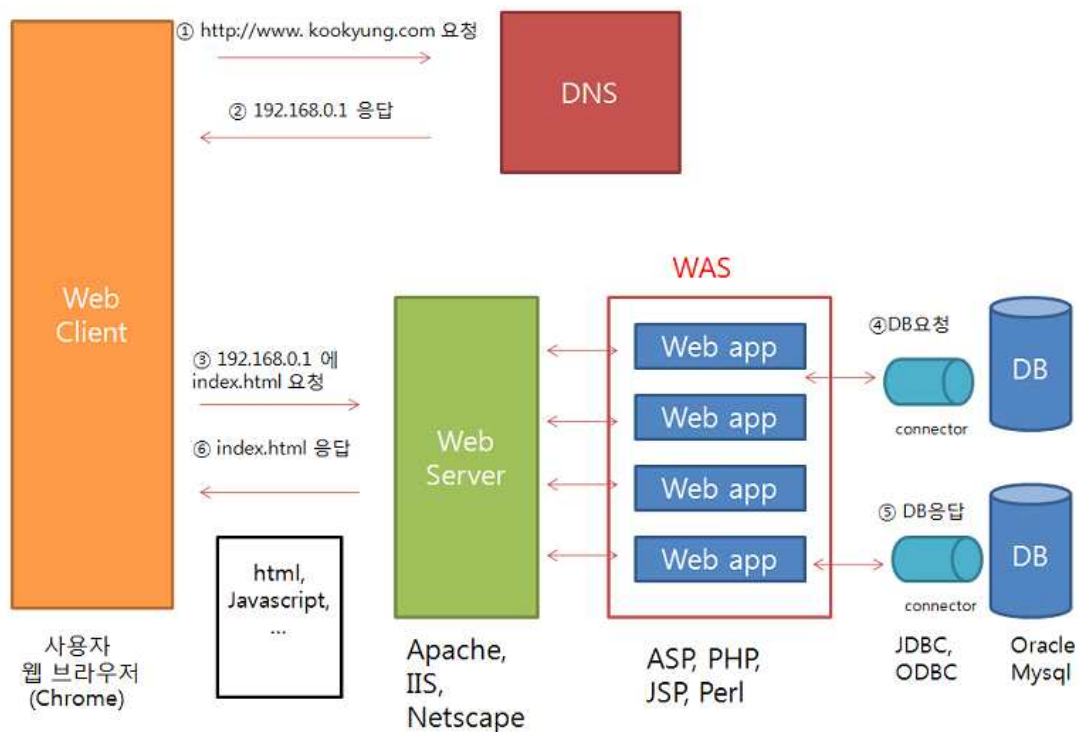 ① http://www. kookyung.com 요청
DNS
② 192.168.0.1 응답
Web
Client
WAS
③ 192.168.0.1 에
index.html 요청
⑥ index.html 응답
Web
Server
Web app
Web app
Web app
Web app
④DB요청
connector
DB
⑤ DB응답
connector
DB
html,
Javascript,
...
사용자
웹 브라우저
(Chrome)
Apache,
IIS,
Netscape
ASP, PHP,
JSP, Perl
JDBC,
ODBC
Oracle
Mysql